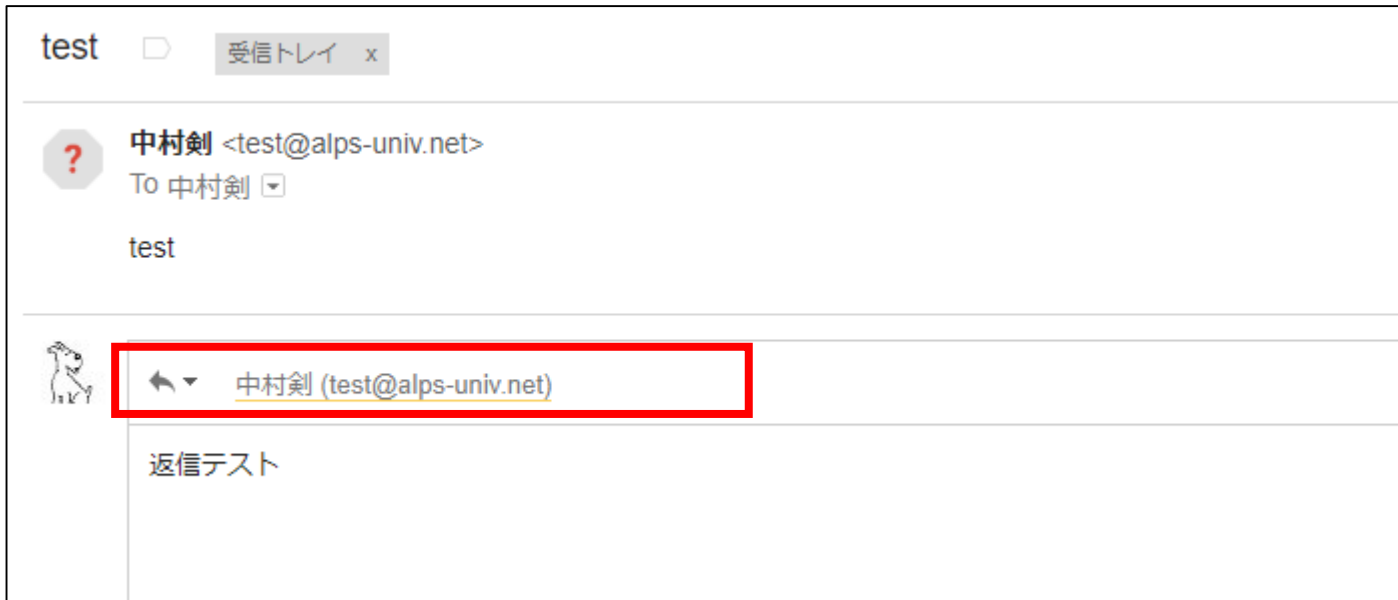 test 受信トレイ x
?
中村剣 <test@alps-univ.net>
To 中村剣
test
中村剣 (test@alps-univ.net)
返信テスト